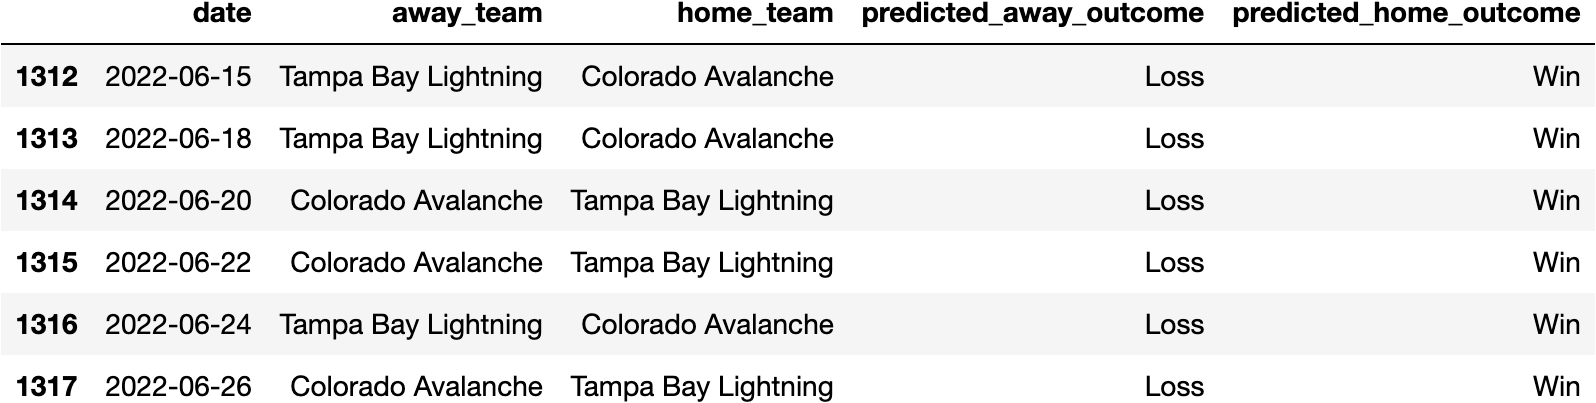 date away_team home_team predicted_away_outcome predicted_home_outcome
1312 2022-06-15 Tampa Bay Lightning Colorado Avalanche Loss Win
1313 2022-06-18 Tampa Bay Lightning Colorado Avalanche Loss Win
1314 2022-06-20 Colorado Avalanche Tampa Bay Lightning Loss Win
1315 2022-06-22 Colorado Avalanche Tampa Bay Lightning Loss Win
1316 2022-06-24 Tampa Bay Lightning Colorado Avalanche Loss Win
1317 2022-06-26 Colorado Avalanche Tampa Bay Lightning Loss Win